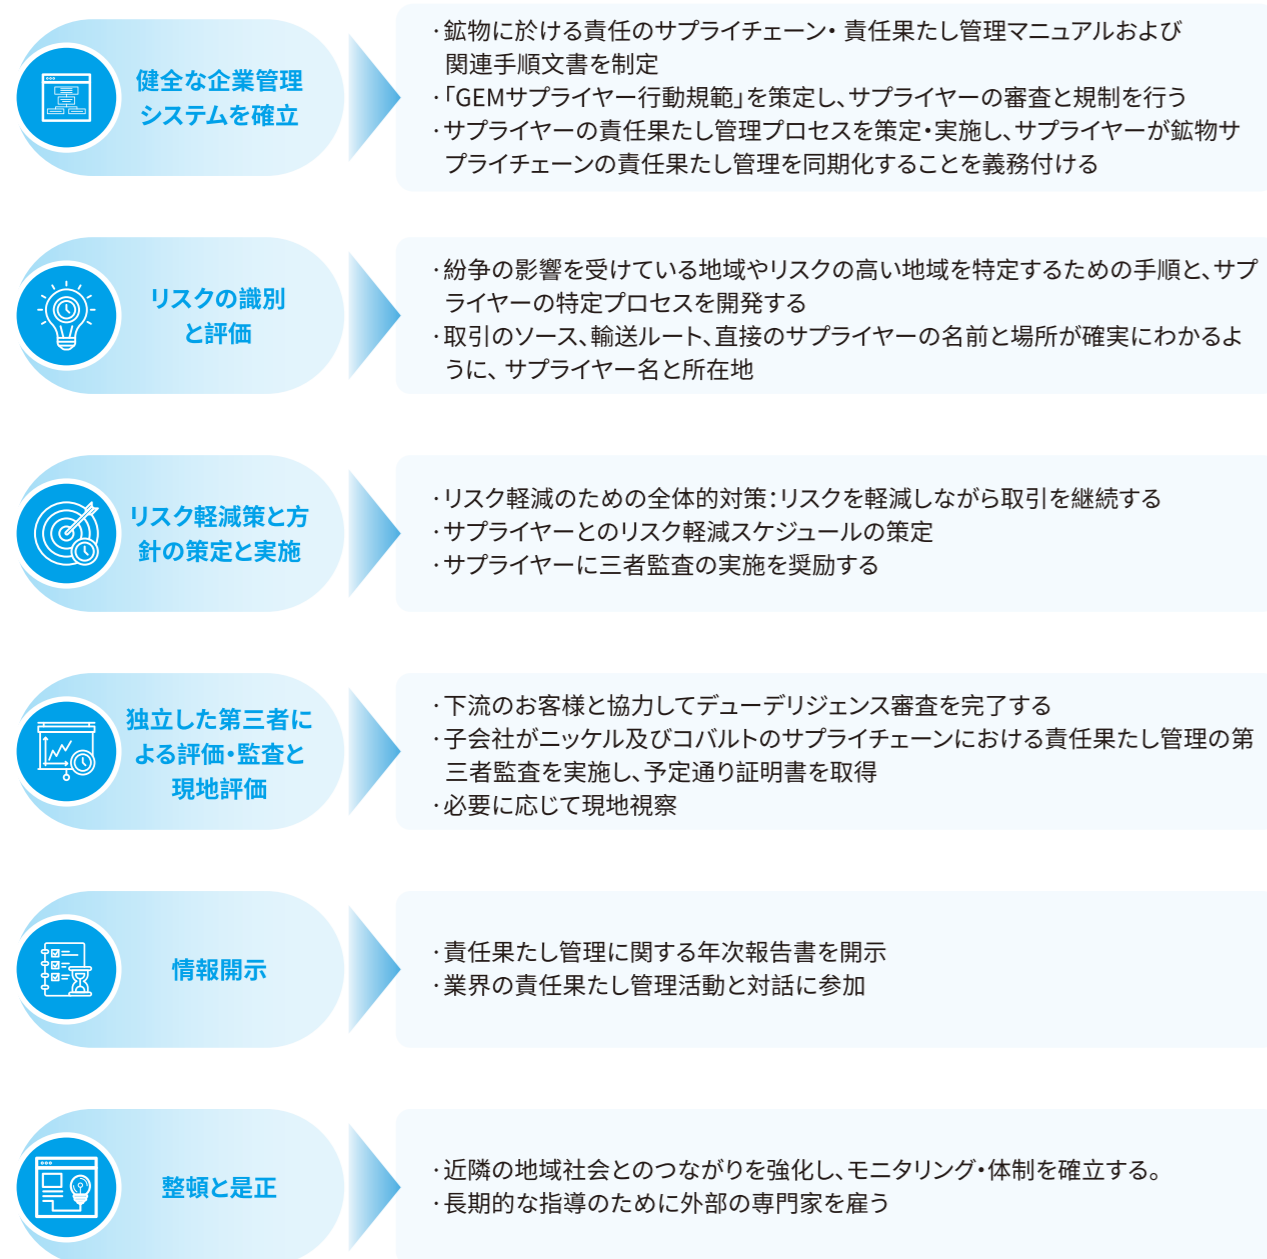 健全な企業管理
システムを確立
·鉱物に於ける責任のサプライチェーン・責任果たし管理マニュアルおよび
関連手順文書を制定
·「GEMサプライヤー行動規範」を策定し、サプライヤーの審査と規制を行う
·サプライヤーの責任果たし管理プロセスを策定・実施し、サプライヤーが鉱物サ
プライチェーンの責任果たし管理を同期化することを義務付ける
リスクの識別
と評価
·紛争の影響を受けている地域やリスクの高い地域を特定するための手順と、サプ
ライヤーの特定プロセスを開発する
·取引のソース、輸送ルート、直接のサプライヤーの名前と場所が確実にわかるよ
うに、サプライヤー名と所在地
リスク軽減策と方
針の策定と実施
·リスク軽減のための全体的対策：リスクを軽減しながら取引を継続する
·サプライヤーとのリスク軽減スケジュールの策定
·サプライヤーに三者監査の実施を奨励する
独立した第三者に
よる評価・監査と
現地評価
·下流のお客様と協力してデューデリジェンス審査を完了する
·子会社がニッケル及びコバルトのサプライチェーンにおける責任果たし管理の第
三者監査を実施し、予定通り証明書を取得
·必要に応じて現地視察
情報開示
·責任果たし管理に関する年次報告書を開示
·業界の責任果たし管理活動と対話に参加
整頓と是正
·近隣の地域社会とのつながりを強化し、モニタリング・体制を確立する。
·長期的な指導のために外部の専門家を雇う